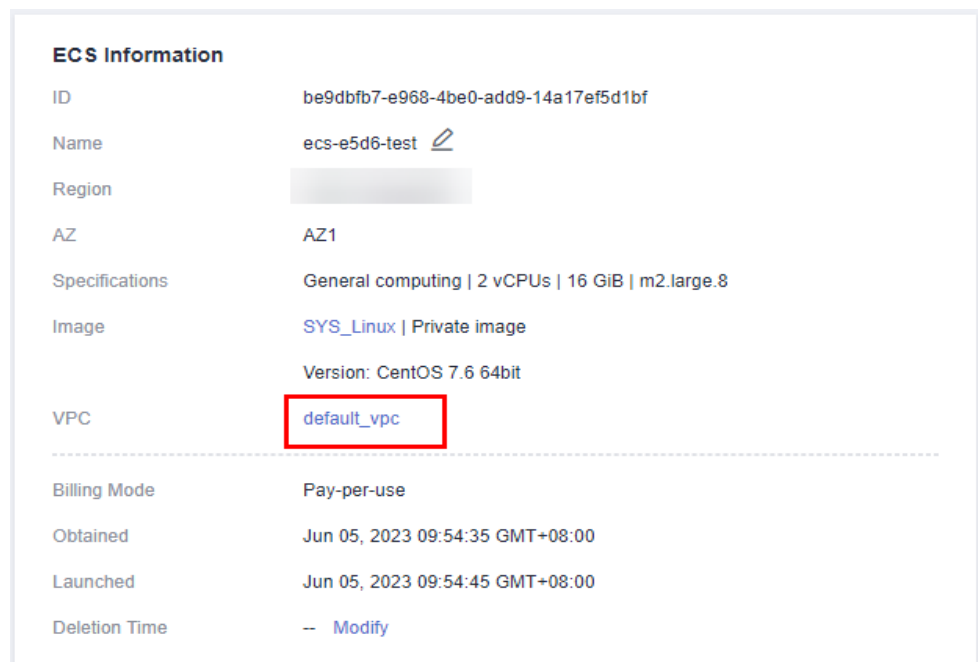 ECS Information
ID be9dbfb7-e968-4be0-add9-14a17ef5d1bf
Name ecs-e5d6-test
Region
AZ AZ1
Specifications General computing | 2 vCPUs | 16 GiB | m2.large.8
Image SYS_Linux | Private image
Version: CentOS 7.6 64bit
VPC default_vpc
Billing Mode Pay-per-use
Obtained Jun 05, 2023 09:54:35 GMT+08:00
Launched Jun 05, 2023 09:54:45 GMT+08:00
Deletion Time -- Modify